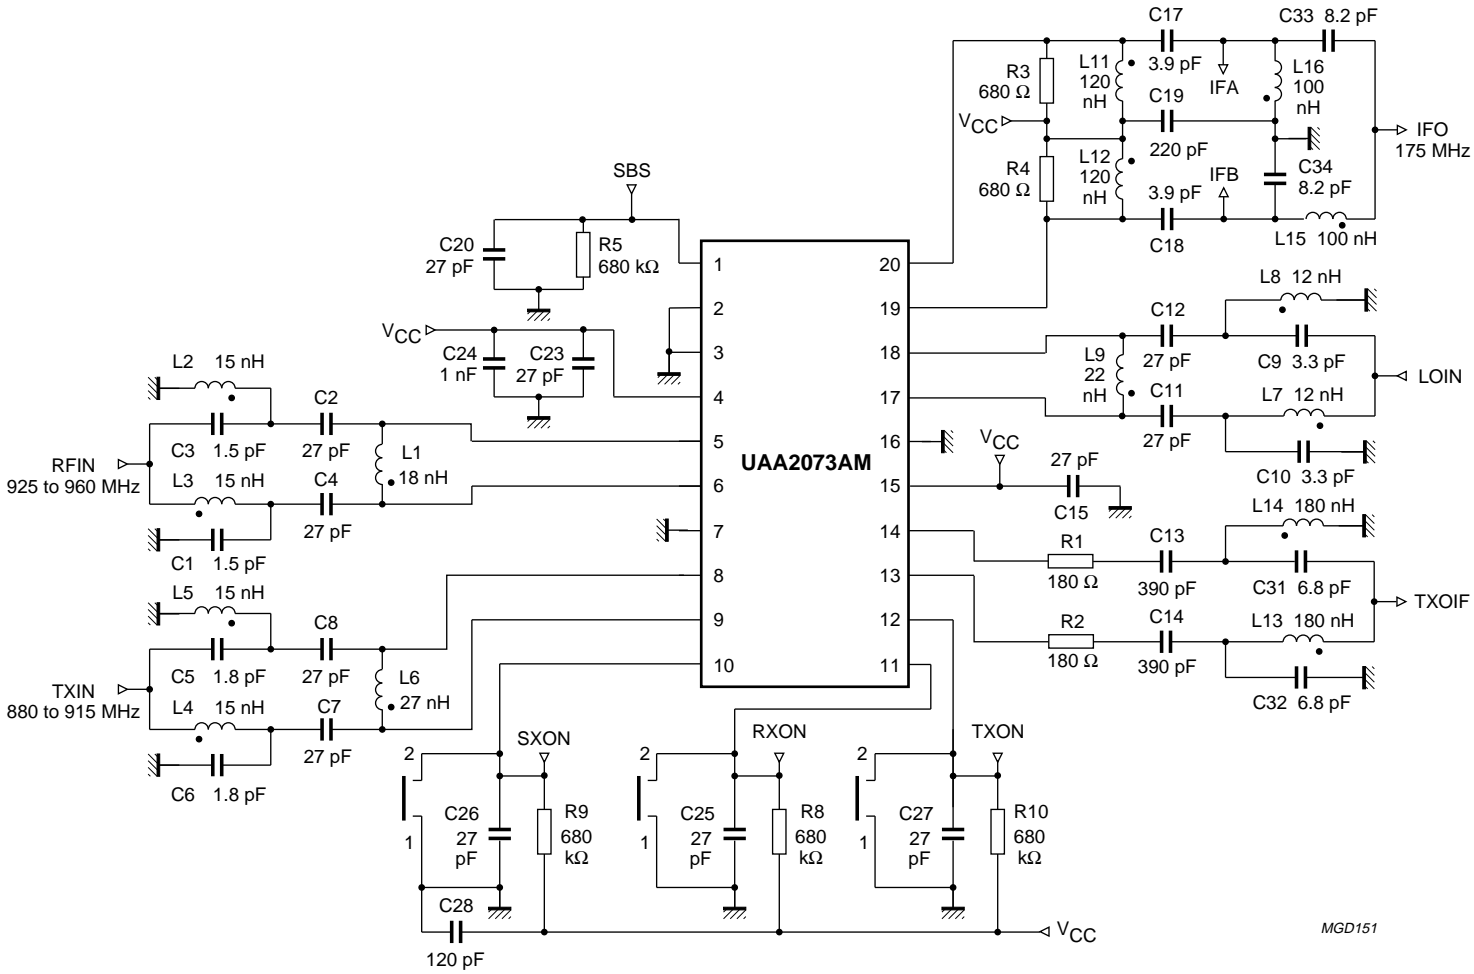 C17
3.9 pF
C33 8.2 pF
R3
680 Ω
L11
120
nH
IFA
L16
100
nH
C19
220 pF
VCC
IFO
175 MHz
R4
680 Ω
L12
120
nH
3.9 pF
C18
IFB
C34
8.2 pF
L15 100 nH
SBS
C20
27 pF
R5
680 kΩ
VCC
C24
1 nF
C23
27 pF
L2 15 nH
C3 1.5 pF
C2
27 pF
RFIN
925 to 960 MHz
L1
18 nH
L3 15 nH
C4
27 pF
C1 1.5 pF
L5 15 nH
C5 1.8 pF
C8
27 pF
TXIN
880 to 915 MHz
L6
27 nH
L4 15 nH
C7
27 pF
C6 1.8 pF
UAA2073AM
1
2
3
4
5
6
7
8
9
10
20
19
18
17
16
15
14
13
12
11
L8 12 nH
C12
27 pF
C9 3.3 pF
L9
22
nH
LOIN
C11
27 pF
L7 12 nH
C10 3.3 pF
VCC
27 pF
C15
L14 180 nH
R1
180 Ω
C13
390 pF
C31 6.8 pF
TXOIF
R2
180 Ω
C14
390 pF
L13 180 nH
C32 6.8 pF
SXON
2
1
C26
27
pF
R9
680
kΩ
RXON
2
1
C25
27
pF
R8
680
kΩ
TXON
2
1
C27
27
pF
R10
680
kΩ
C28
120 pF
VCC
MGD151